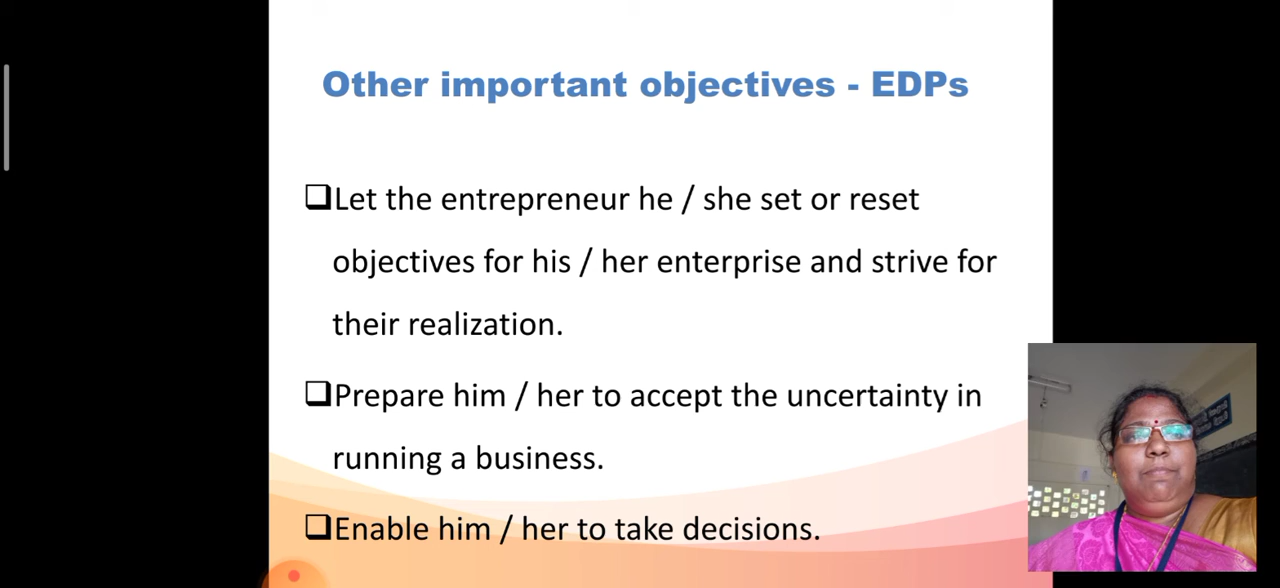 Other important objectives - EDPs
❑Let the entrepreneur he / she set or reset
objectives for his / her enterprise and strive for
their realization.
❑Prepare him / her to accept the uncertainty in
running a business.
❑Enable him / her to take decisions.